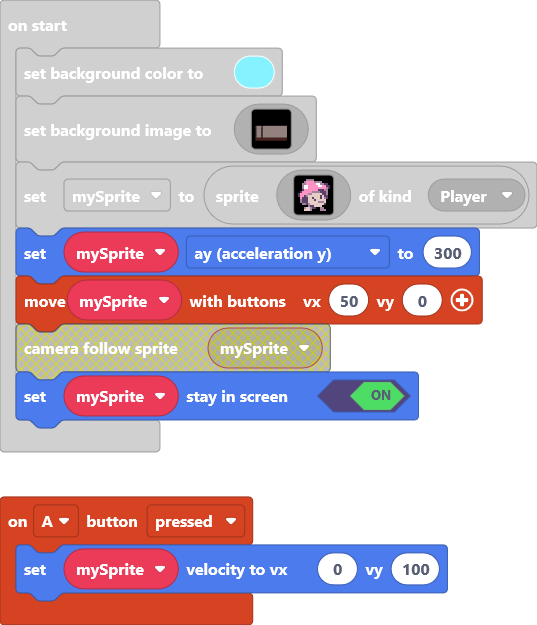 on start
set background color to
set background image to
set mySprite to sprite of kind Player
set mySprite ay (acceleration y) to 300
move mySprite with buttons vx 50 vy 0
camera follow sprite mySprite
set mySprite stay in screen ON
on A button pressed
set mySprite velocity to vx 0 vy 100